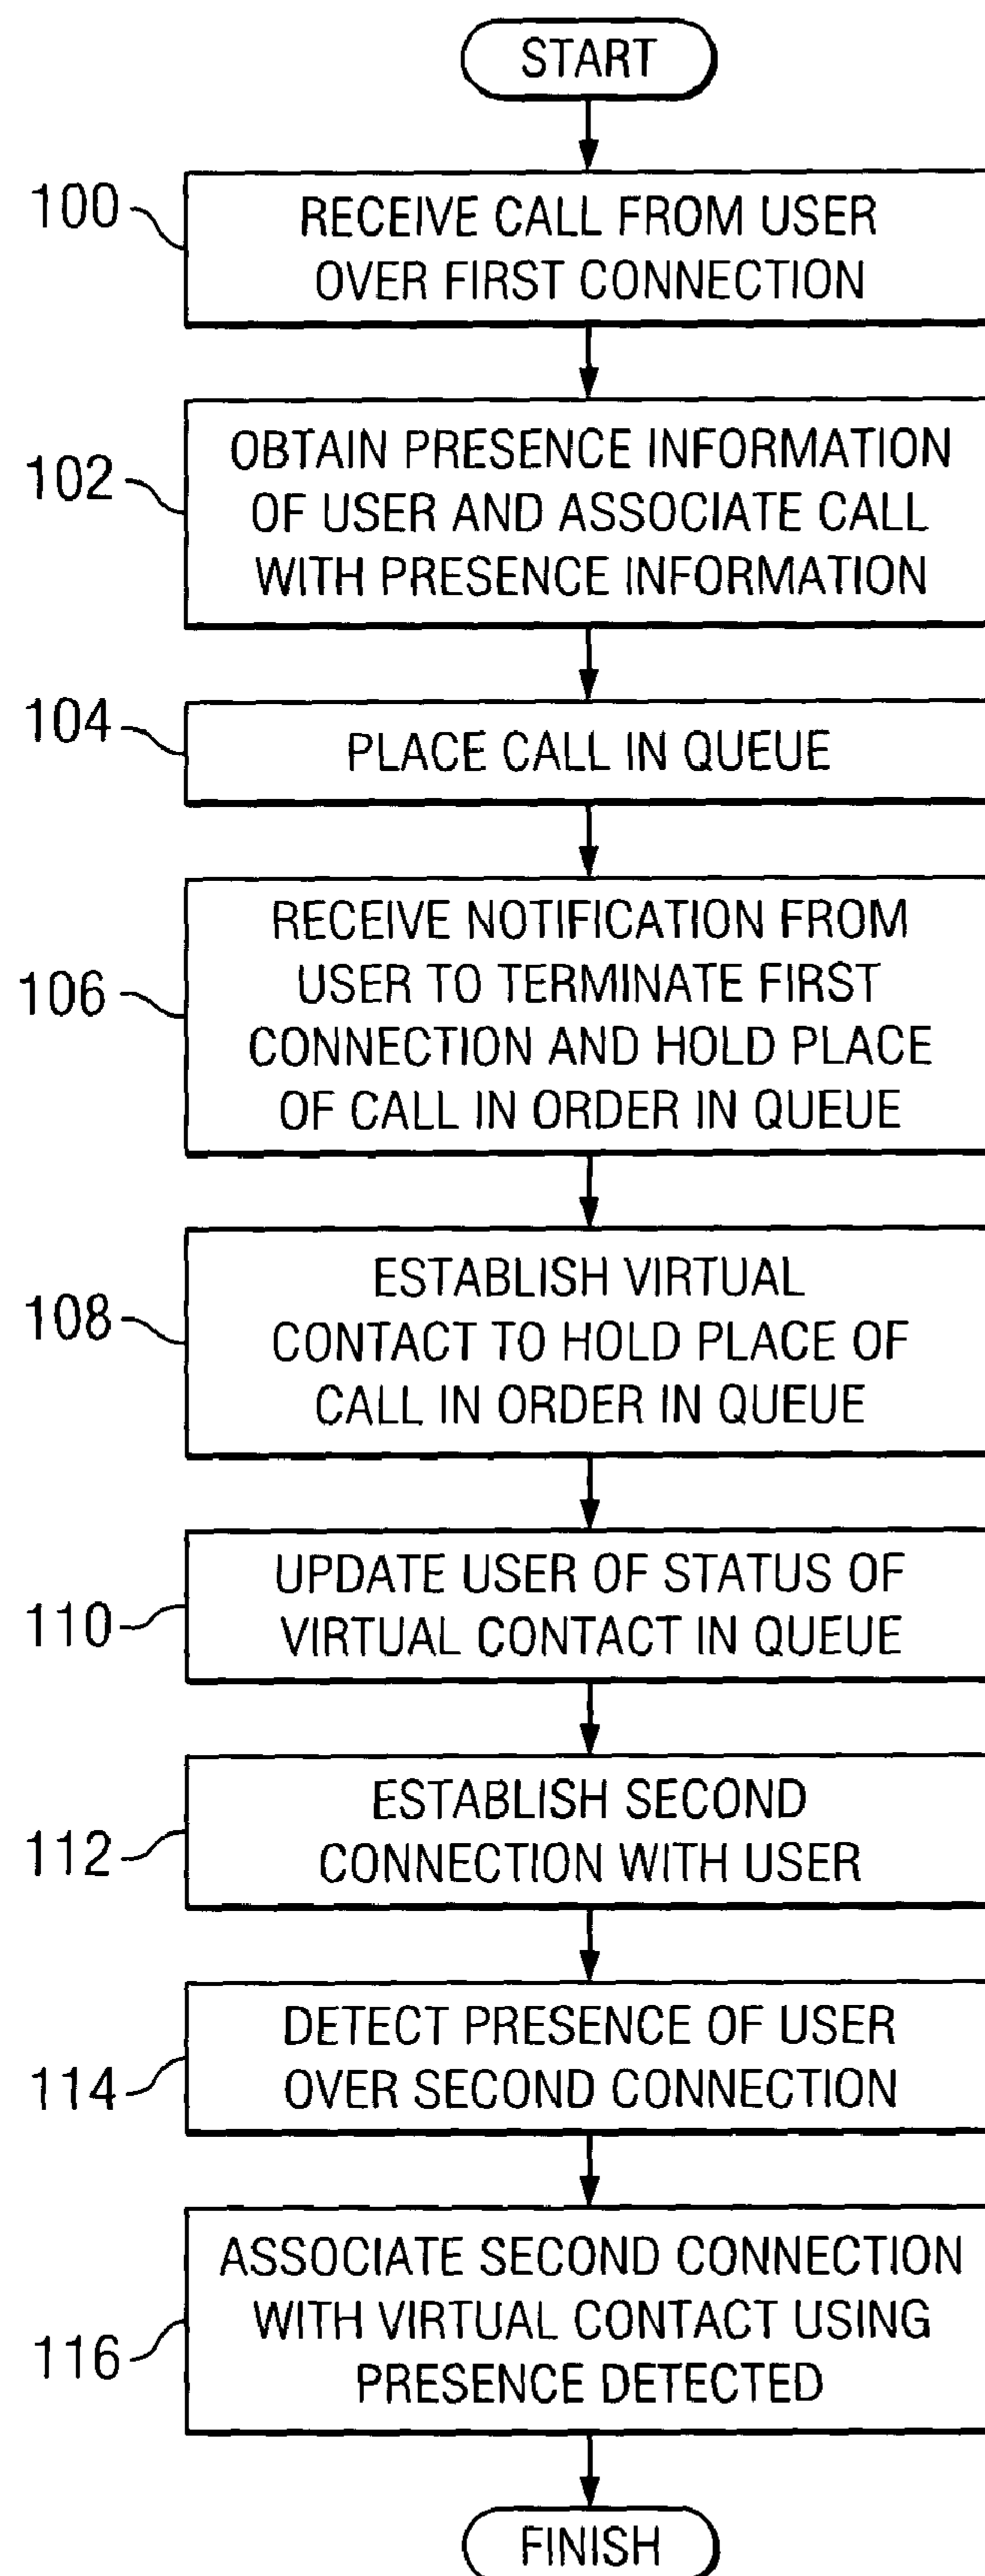 START
100
RECEIVE CALL FROM USER
OVER FIRST CONNECTION
102
OBTAIN PRESENCE INFORMATION
OF USER AND ASSOCIATE CALL
WITH PRESENCE INFORMATION
104
PLACE CALL IN QUEUE
106
RECEIVE NOTIFICATION FROM
USER TO TERMINATE FIRST
CONNECTION AND HOLD PLACE
OF CALL IN ORDER IN QUEUE
108
ESTABLISH VIRTUAL
CONTACT TO HOLD PLACE OF
CALL IN ORDER IN QUEUE
110
UPDATE USER OF STATUS OF
VIRTUAL CONTACT IN QUEUE
112
ESTABLISH SECOND
CONNECTION WITH USER
114
DETECT PRESENCE OF USER
OVER SECOND CONNECTION
116
ASSOCIATE SECOND CONNECTION
WITH VIRTUAL CONTACT USING
PRESENCE DETECTED
FINISH